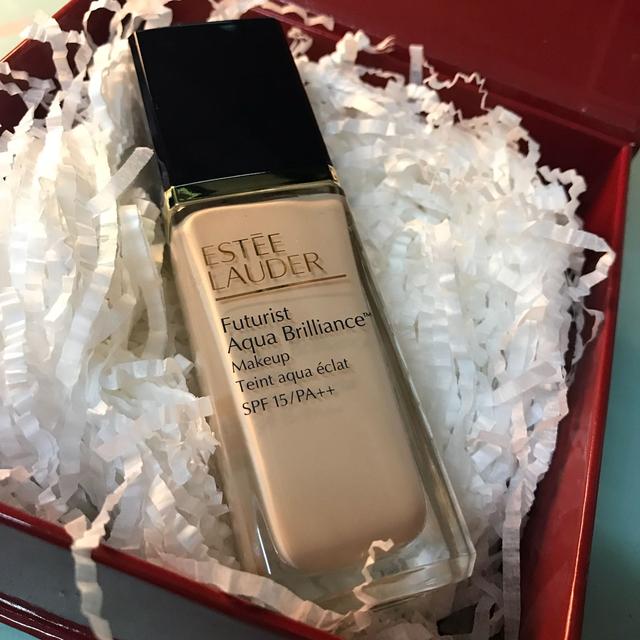 ESTĒE
LAUDER
Futurist
Aqua Brilliance™
Makeup
Teint aqua éclat
SPF 15/PA++